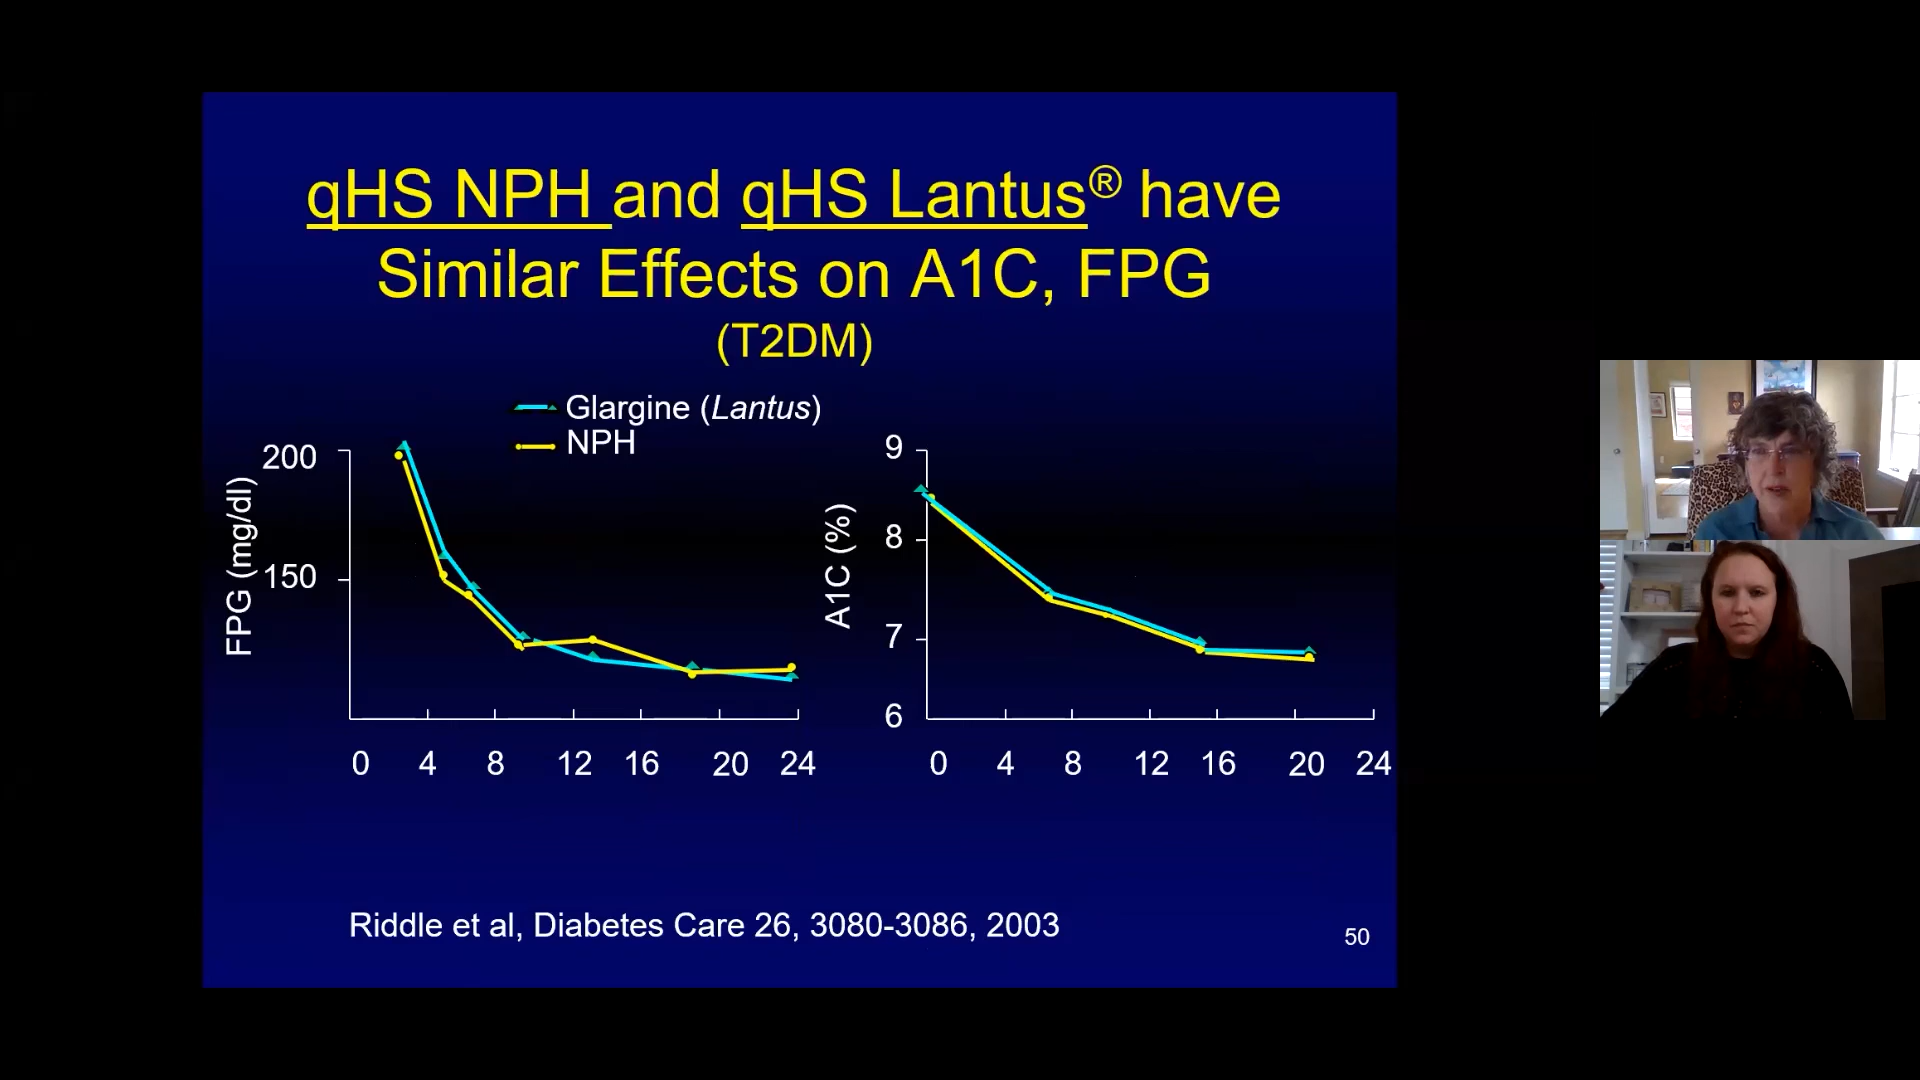 qHS NPH and qHS Lantus® have
Similar Effects on A1C, FPG
(T2DM)
Glargine (Lantus)
NPH
FPG (mg/dl)
200
150
0 4 8 12 16 20 24
A1C (%)
9
8
7
6
0 4 8 12 16 20 24
Riddle et al, Diabetes Care 26, 3080-3086, 2003
50